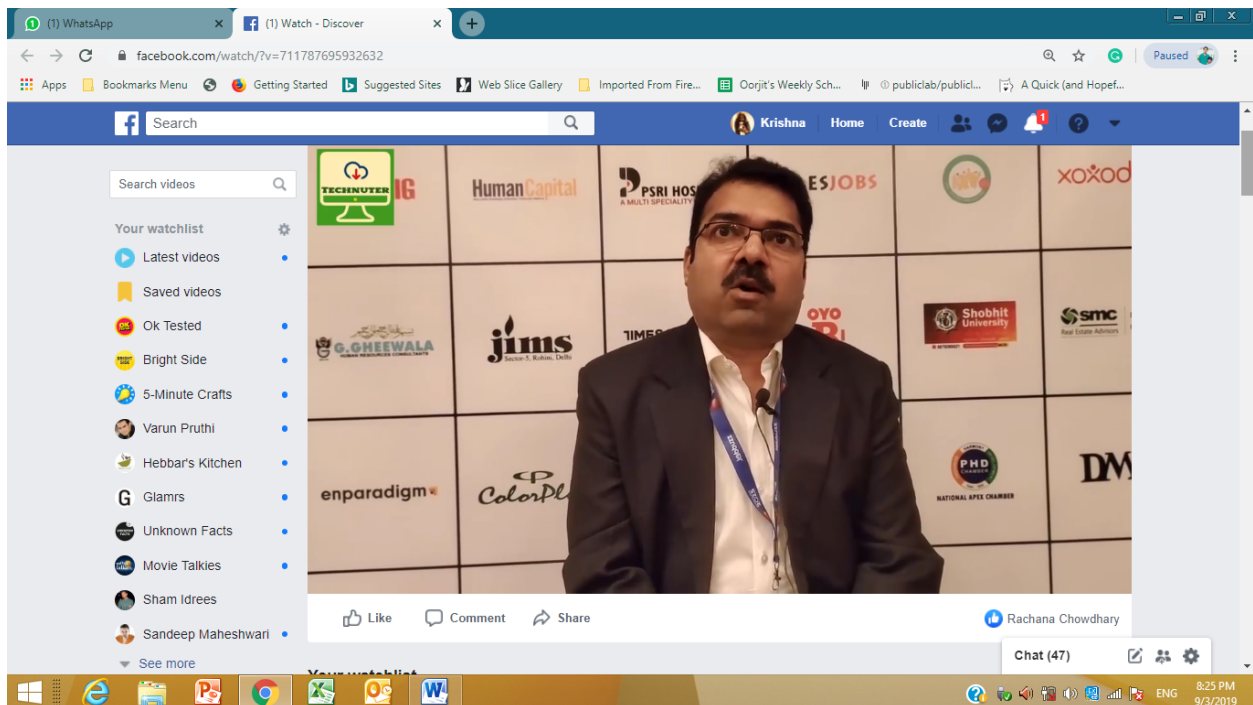 (1) WhatsApp
(1) Watch - Discover
facebook.com/watch/?v=711787695932632
Paused
Apps
Bookmarks Menu
Getting Started
Suggested Sites
Web Slice Gallery
Imported From Fire...
Oorjit's Weekly Sch...
publiclab/publicl...
A Quick (and Hopef...
Search
Krishna
Home
Create
1
Search videos
Your watchlist
Latest videos
Saved videos
Ok Tested
Bright Side
5-Minute Crafts
Varun Pruthi
Hebbar's Kitchen
Glamrs
Unknown Facts
Movie Talkies
Sham Idrees
Sandeep Maheshwari
See more
TECHNUTER
IG
HumanCapital
PSRI HOS
A MULTI SPECIALITY
ESJOBS
XOXOD
G.GHEEWALA
HUMAN RESOURCES CONSULTANTS
jims
Sector-5, Rohini, Delhi
TIMES
OYO
Shobhit
University
smc
Real Estate Advisors
enparadigm
ColorPl
PHD
CHAMBER
NATIONAL APEX CHAMBER
DM
Like
Comment
Share
Rachana Chowdhary
Your watchlist
Chat (47)
ENG
8:25 PM
9/3/2019